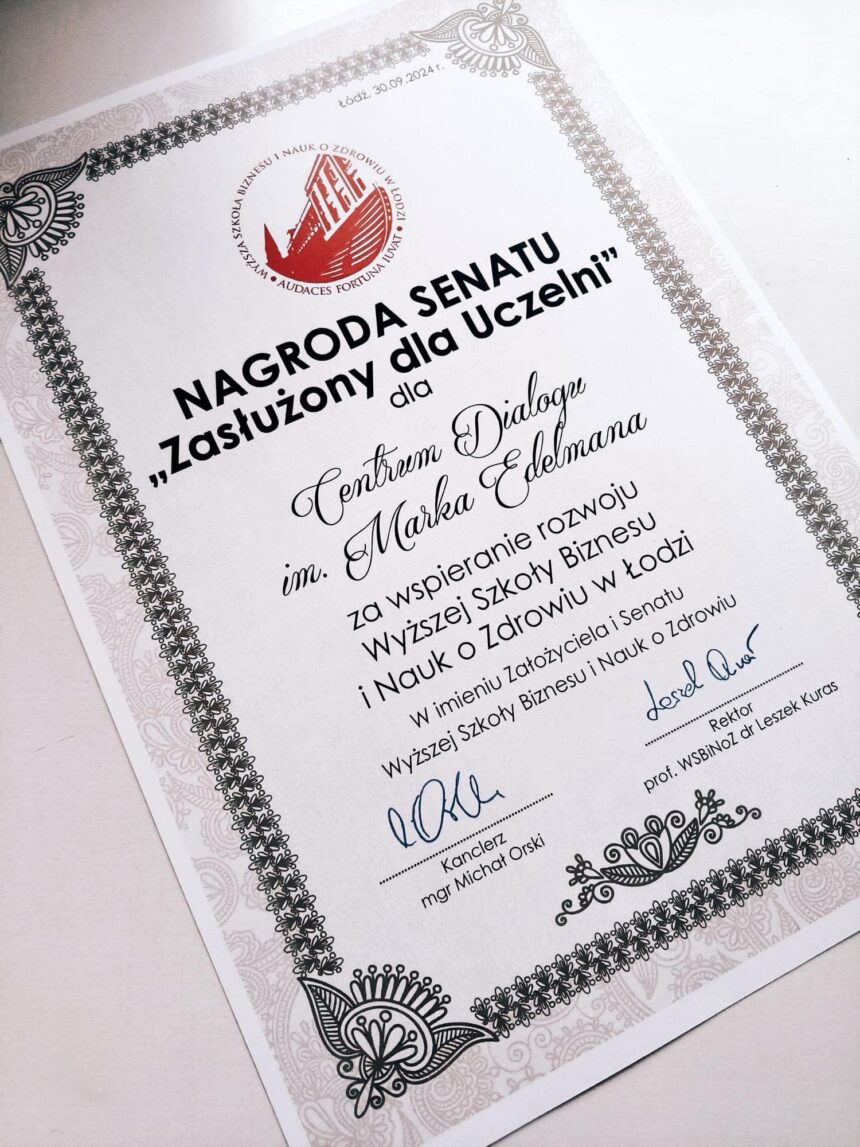 Łódź, 30.09.2024 r.
WYŻSZA SZKOŁA BIZNESU I NAUK O ZDROWIU W ŁODZI
• AUDACES FORTUNA IUVAT •
NAGRODA SENATU
„Zasłużony dla Uczelni”
dla
Centrum Dialogu
im. Marka Edelmana
za wspieranie rozwoju
Wyższej Szkoły Biznesu
i Nauk o Zdrowiu w Łodzi
W imieniu Założyciela i Senatu
Wyższej Szkoły Biznesu i Nauk o Zdrowiu
Kanclerz
mgr Michał Orski
Rektor
prof. WSBiNoZ dr Leszek Kuras